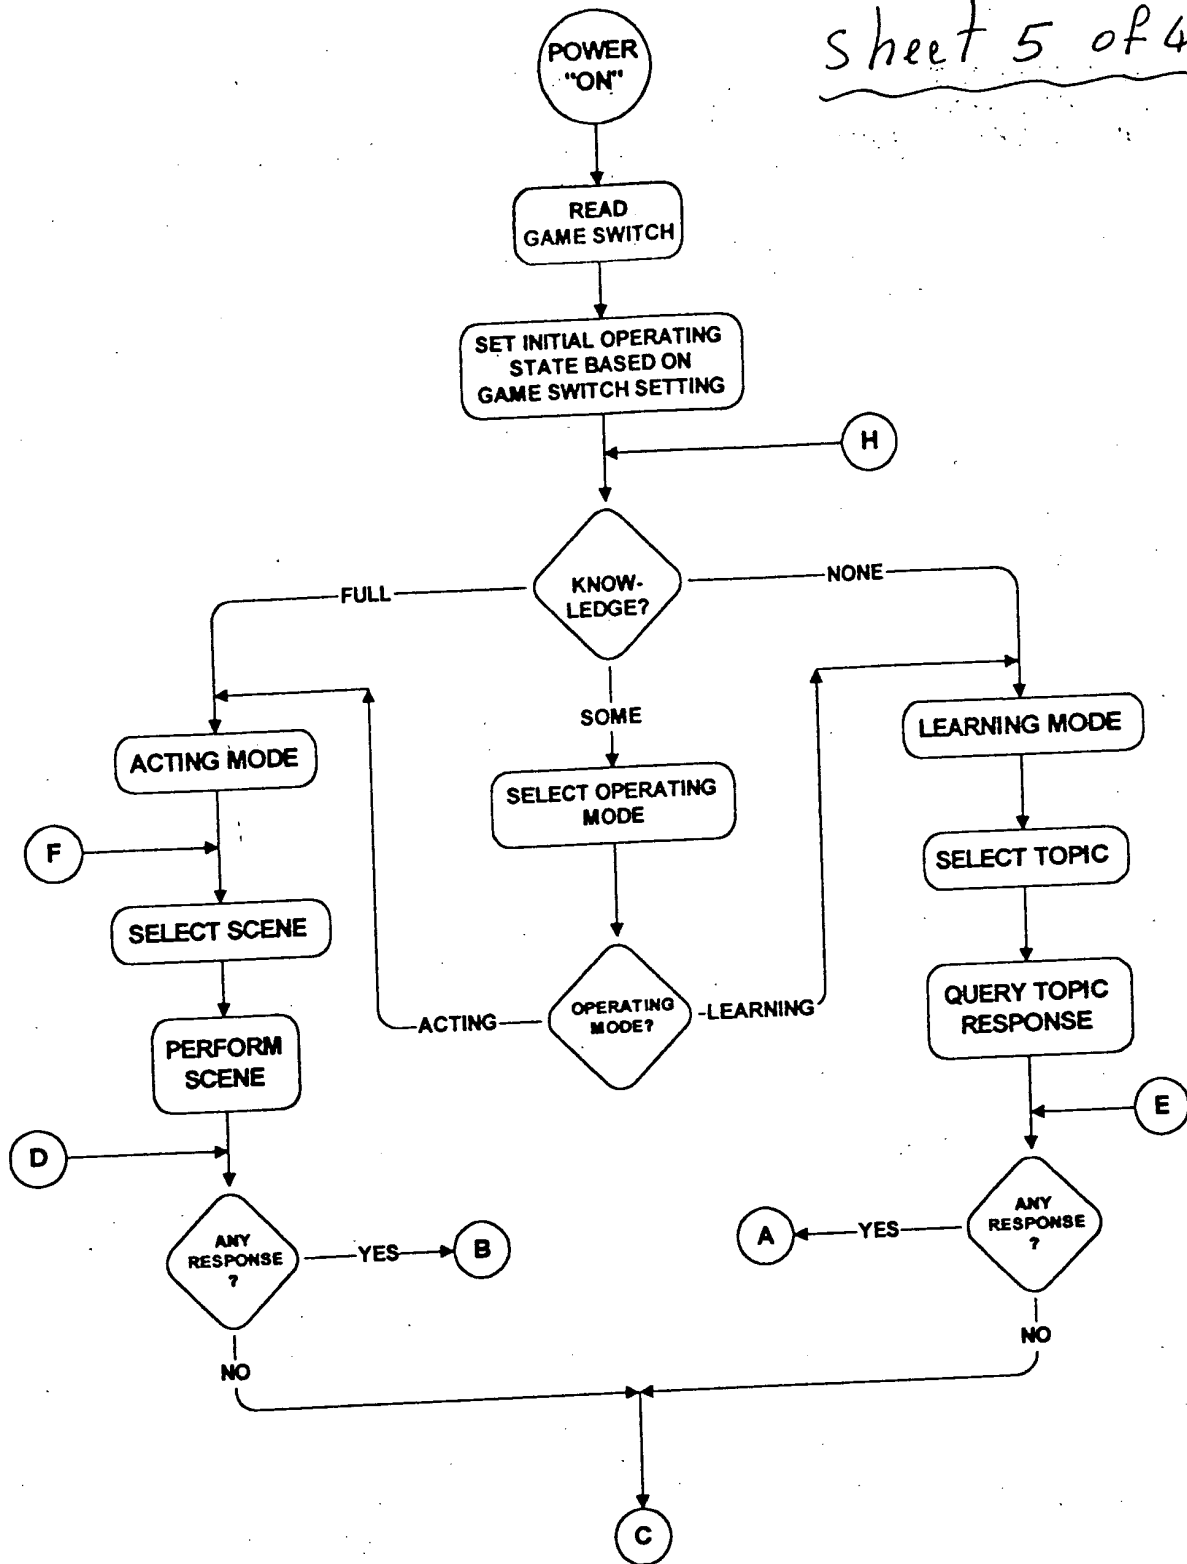 sheet 5 of 4
POWER
"ON"
READ
GAME SWITCH
SET INITIAL OPERATING
STATE BASED ON
GAME SWITCH SETTING
H
KNOW-
LEDGE?
FULL
NONE
SOME
ACTING MODE
SELECT OPERATING
MODE
LEARNING MODE
F
SELECT SCENE
SELECT TOPIC
OPERATING
MODE?
ACTING
LEARNING
PERFORM
SCENE
QUERY TOPIC
RESPONSE
D
E
ANY
RESPONSE
?
YES
B
A
YES
ANY
RESPONSE
?
NO
NO
C